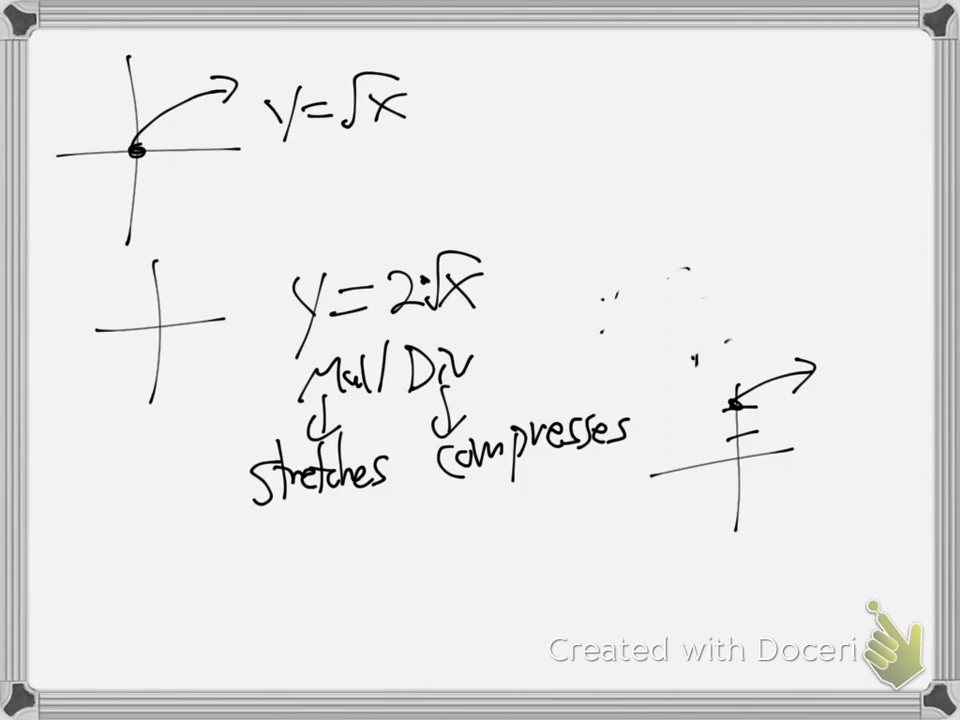 y=√x
y=2·√x
Mul/Div
stretches compresses
Created with Doceri